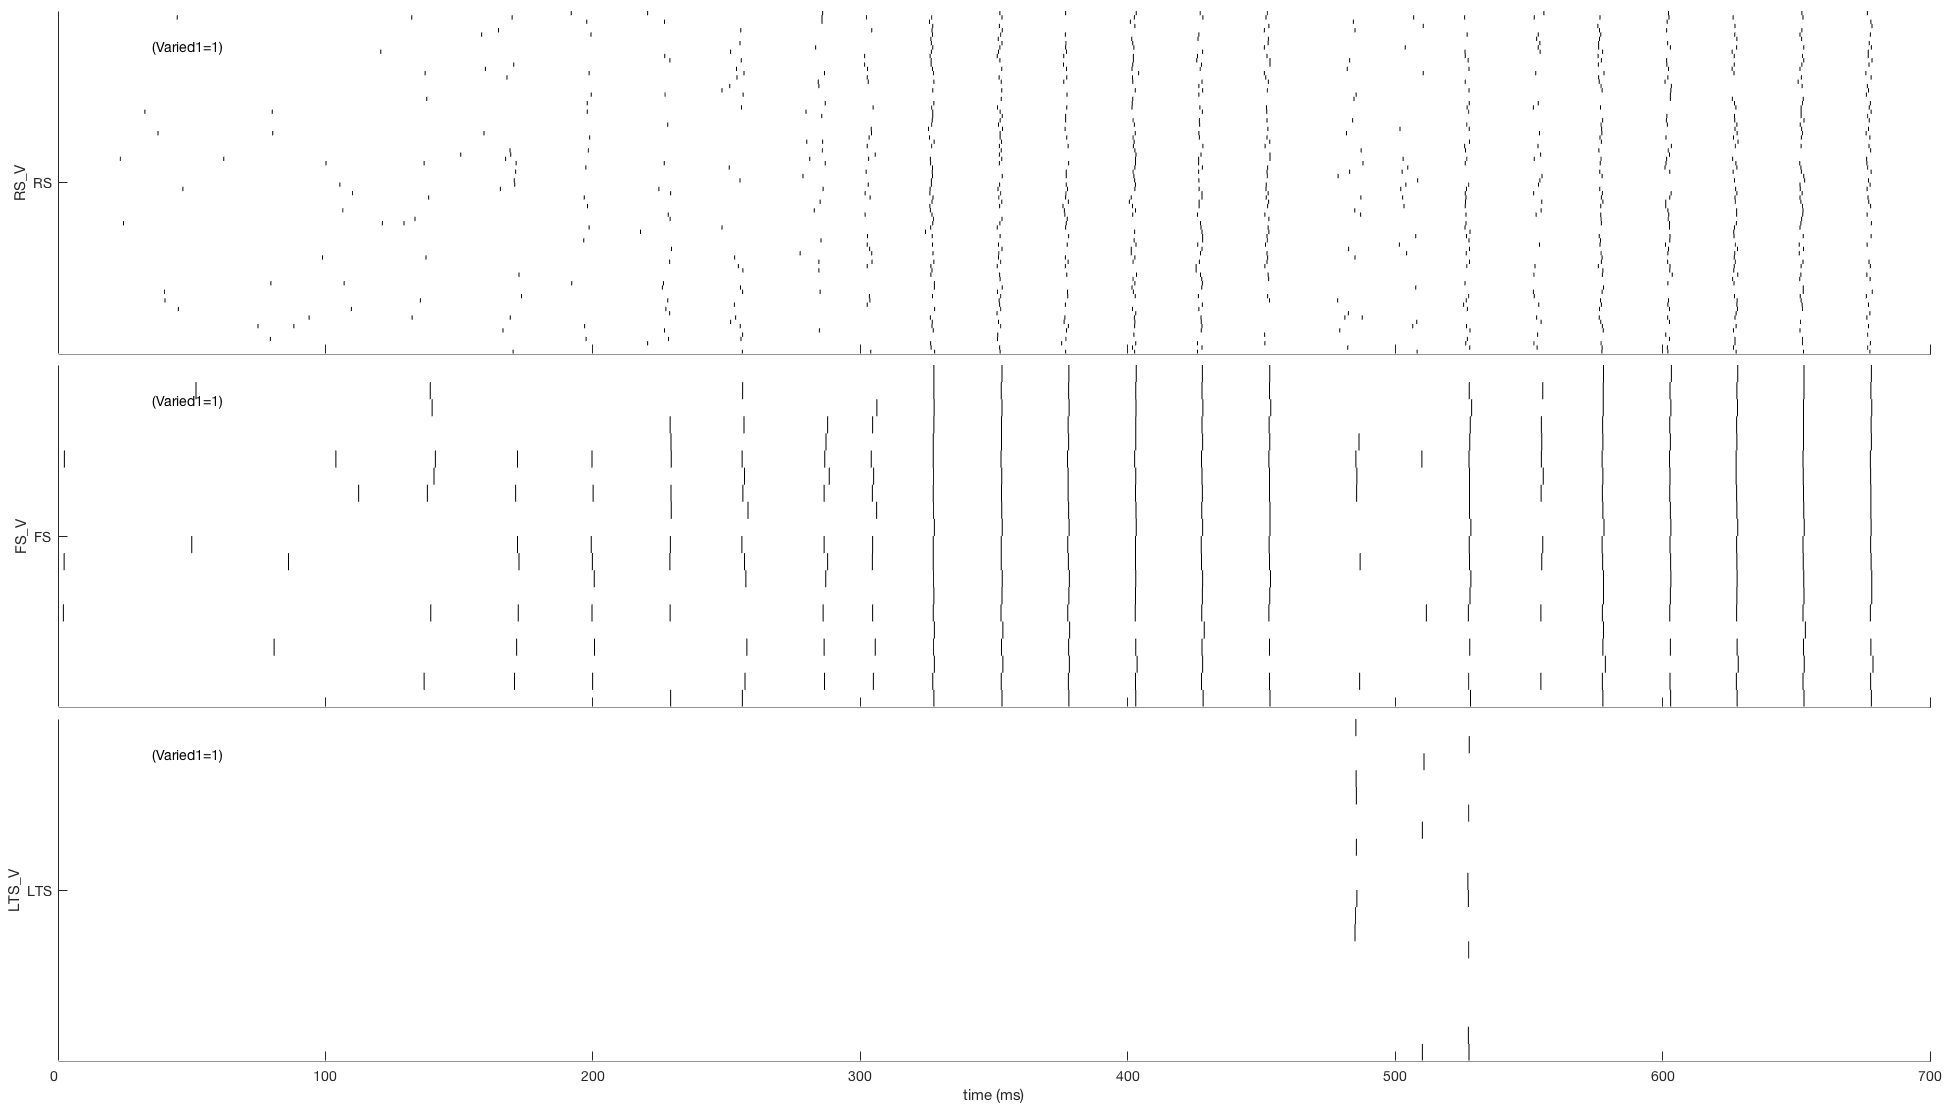 (Varied1=1)
RS_V
RS
(Varied1=1)
FS_V
FS
(Varied1=1)
LTS_V
LTS
0 100 200 300 400 500 600 700
time (ms)